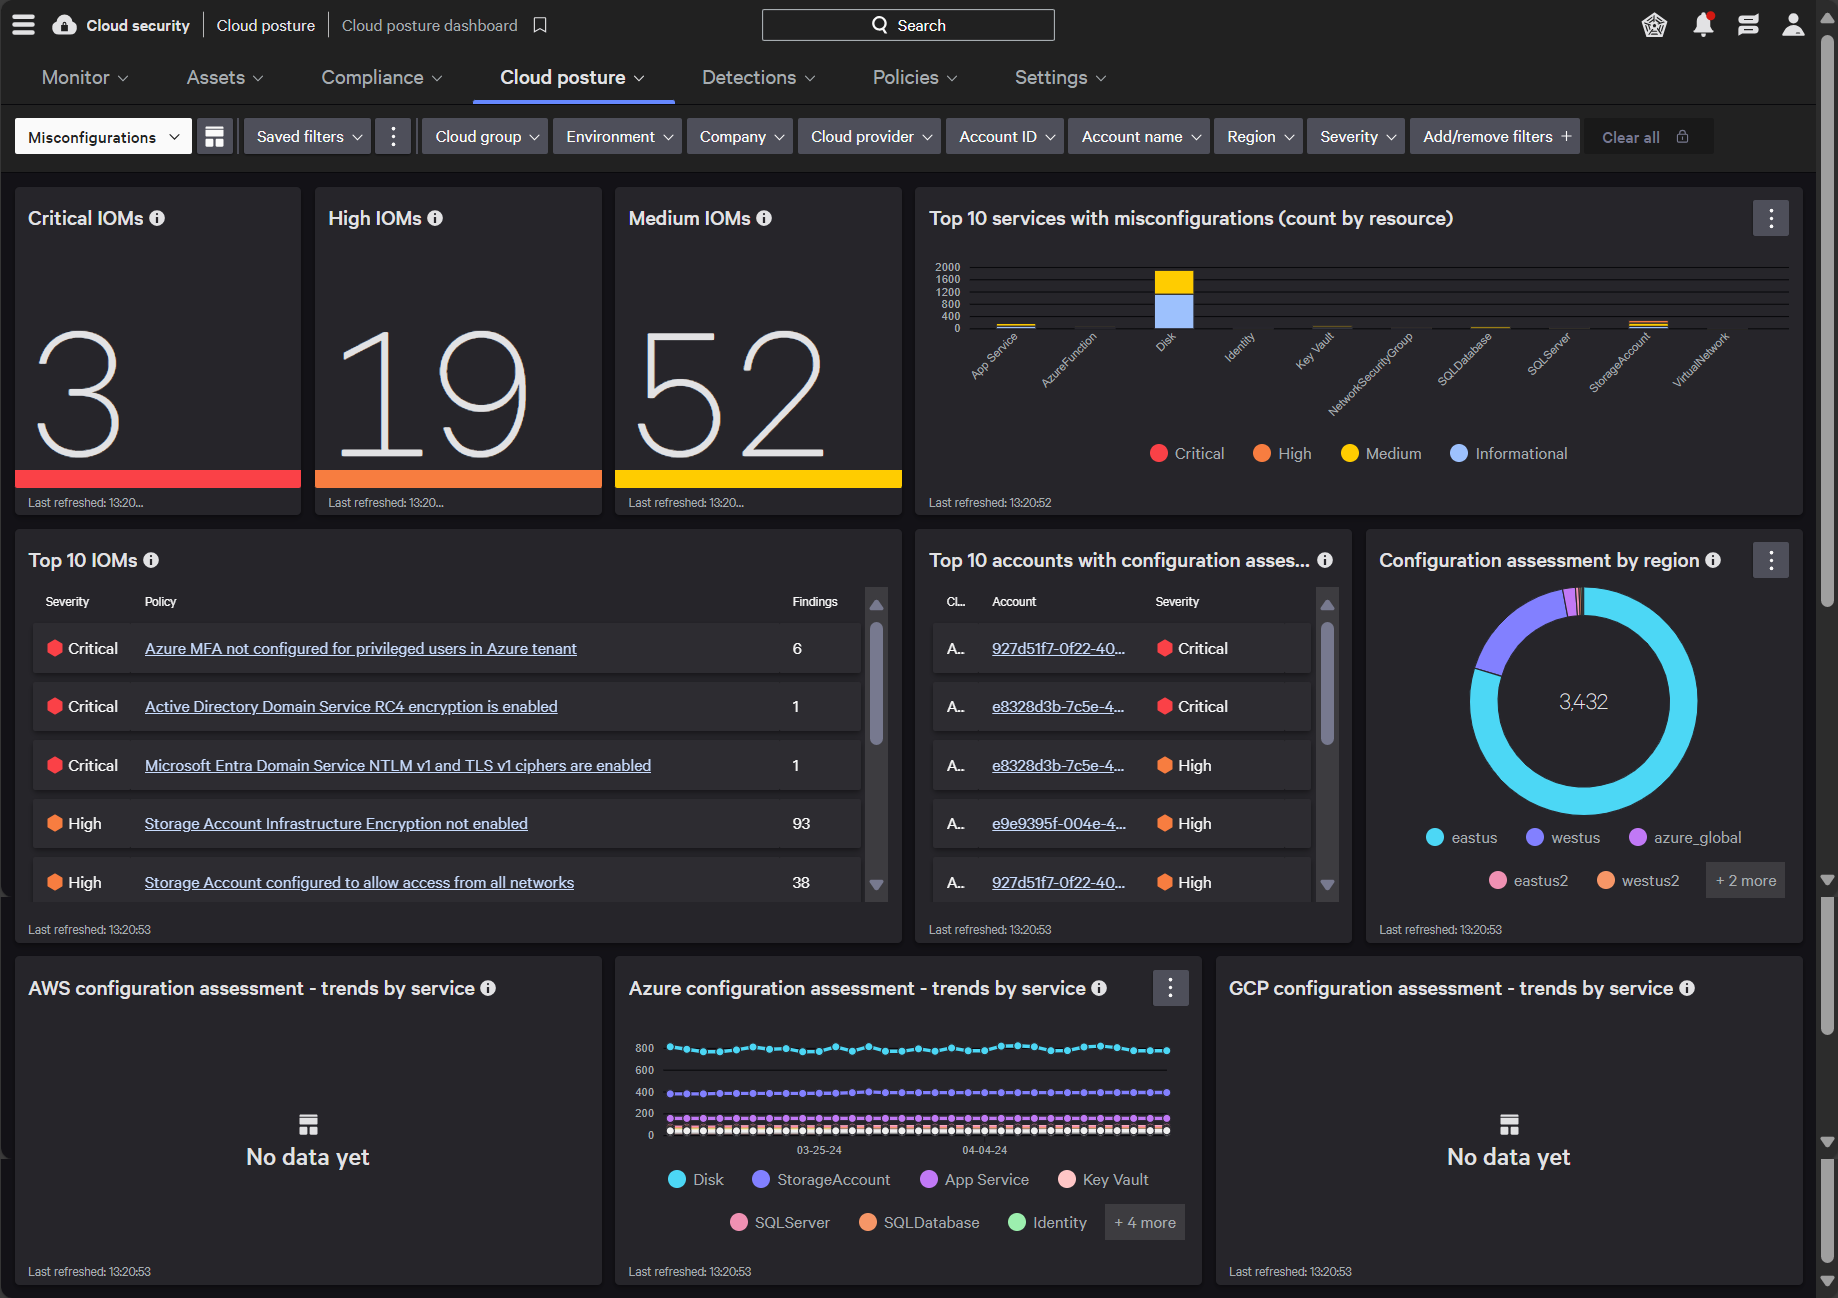 Cloud security
Cloud posture
Cloud posture dashboard
Search
Monitor
Assets
Compliance
Cloud posture
Detections
Policies
Settings
Misconfigurations
Saved filters
Cloud group
Environment
Company
Cloud provider
Account ID
Account name
Region
Severity
Add/remove filters +
Clear all
Critical IOMs
3
Last refreshed: 13:20...
High IOMs
19
Last refreshed: 13:20...
Medium IOMs
52
Last refreshed: 13:20...
Top 10 services with misconfigurations (count by resource)
2000
1600
1200
800
400
0
App Service
AzureFunction
Disk
Identity
Key Vault
NetworkSecurityGroup
SQLDatabase
SQLServer
StorageAccount
VirtualNetwork
Critical
High
Medium
Informational
Last refreshed: 13:20:52
Top 10 IOMs
Severity Policy Findings
Critical Azure MFA not configured for privileged users in Azure tenant 6
Critical Active Directory Domain Service RC4 encryption is enabled 1
Critical Microsoft Entra Domain Service NTLM v1 and TLS v1 ciphers are enabled 1
High Storage Account Infrastructure Encryption not enabled 93
High Storage Account configured to allow access from all networks 38
Last refreshed: 13:20:53
Top 10 accounts with configuration asses...
Cl... Account Severity
A.. 927d51f7-0f22-40... Critical
A.. e8328d3b-7c5e-4... Critical
A.. e8328d3b-7c5e-4... High
A.. e9e9395f-004e-4... High
A.. 927d51f7-0f22-40... High
Last refreshed: 13:20:53
Configuration assessment by region
3,432
eastus
westus
azure_global
eastus2
westus2
+ 2 more
Last refreshed: 13:20:53
AWS configuration assessment - trends by service
No data yet
Last refreshed: 13:20:53
Azure configuration assessment - trends by service
800
600
400
200
0
03-25-24
04-04-24
Disk
StorageAccount
App Service
Key Vault
SQLServer
SQLDatabase
Identity
+ 4 more
Last refreshed: 13:20:53
GCP configuration assessment - trends by service
No data yet
Last refreshed: 13:20:53